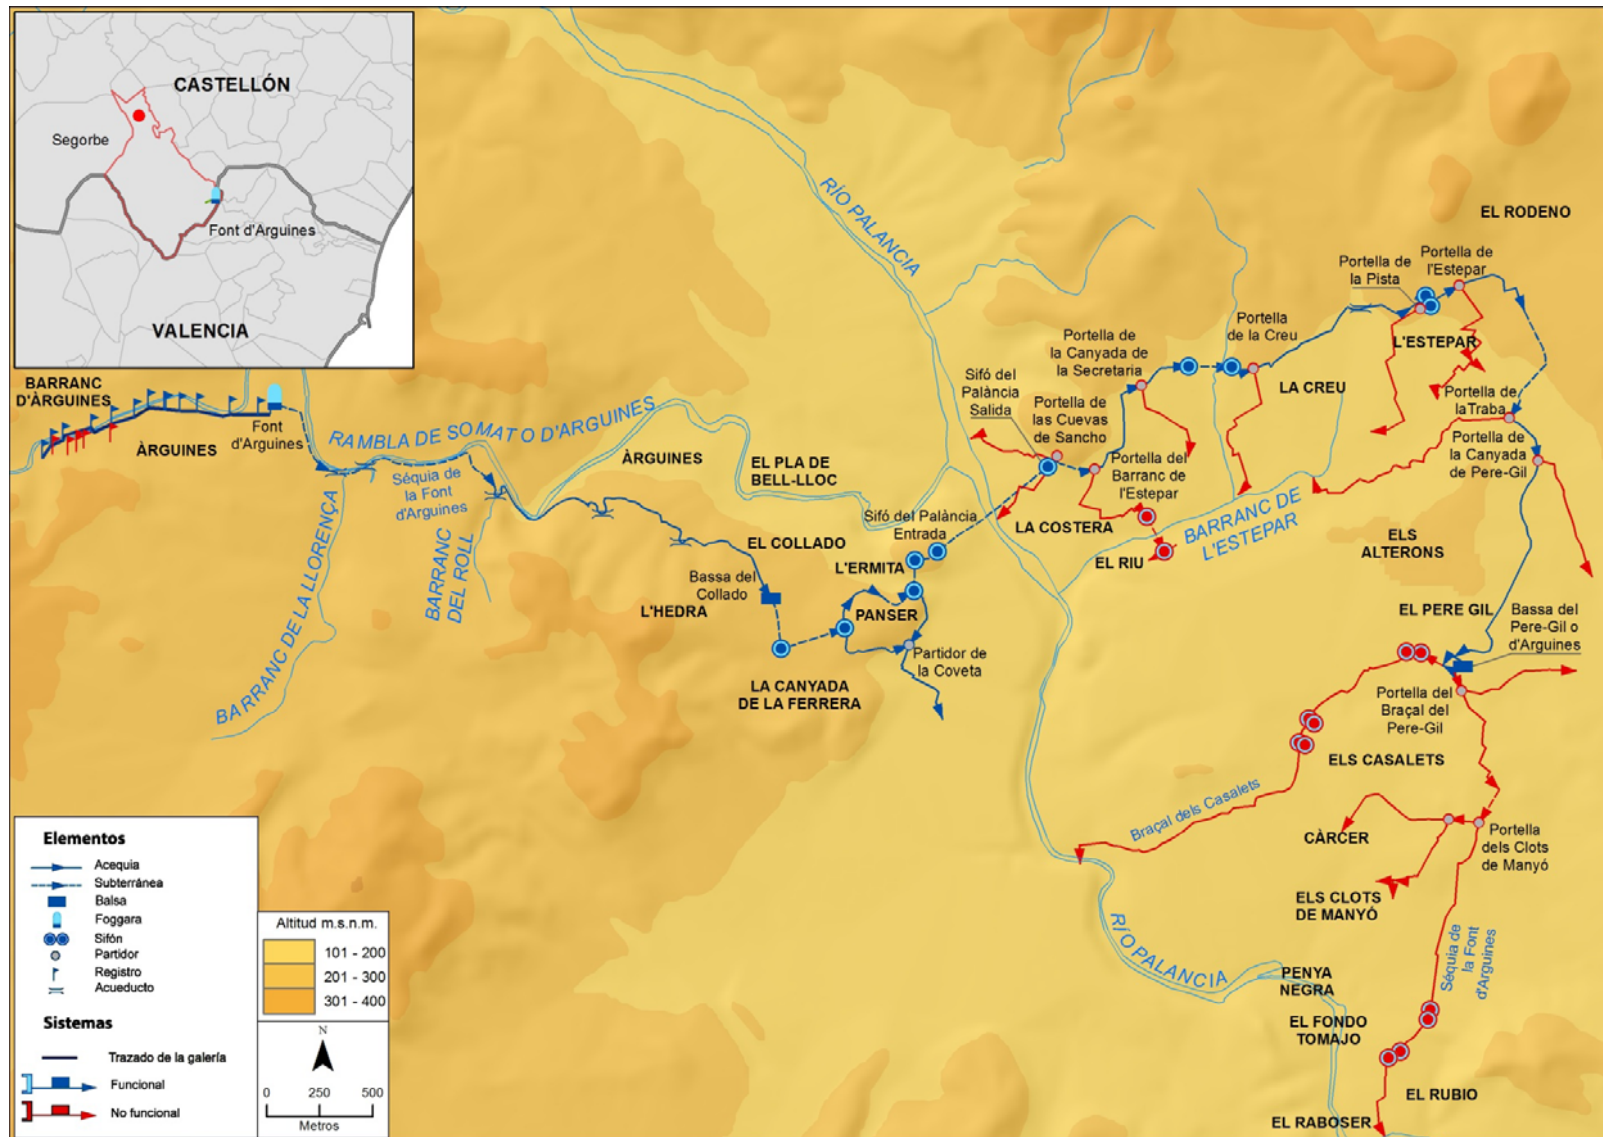 CASTELLÓN
Segorbe
Font d'Arguines
VALENCIA
BARRANC
D'ÀRGUINES
ÀRGUINES
Font
d'Arguines
RAMBLA DE SOMAT O D'ARGUINES
Séquia de
la Font
d'Arguines
BARRANC DE LA LLORENÇA
BARRANC
DEL ROLL
ÀRGUINES
EL PLA DE
BELL-LLOC
RÍO PALANCIA
EL COLLADO
Bassa del
Collado
L'HEDRA
L'ERMITA
PANSER
Sifó del Palància
Entrada
Partidor de
la Coveta
LA CANYADA
DE LA FERRERA
Sifó del
Palància
Salida
Portella de
las Cuevas
de Sancho
Portella de
la Canyada de
la Secretaria
Portella
de la Creu
Portella del
Barranc de
l'Estepar
LA COSTERA
EL RIU
BARRANC DE
L'ESTEPAR
LA CREU
Portella de
la Pista
Portella de
l'Estepar
EL RODENO
L'ESTEPAR
Portella de
la Traba
Portella de
la Canyada
de Pere-Gil
ELS
ALTERONS
EL PERE GIL
Bassa del
Pere-Gil o
d'Arguines
Portella del
Braçal del
Pere-Gil
ELS CASALETS
Braçal dels Casalets
CÀRCER
Portella
dels Clots
de Manyó
ELS CLOTS
DE MANYÓ
Séquia de
la Font
d'Arguines
RÍO PALANCIA
PENYA
NEGRA
EL FONDO
TOMAJO
EL RUBIO
EL RABOSER
Elementos
Acequia
Subterránea
Balsa
Foggara
Sifón
Partidor
Registro
Acueducto
Sistemas
Trazado de la galería
Funcional
No funcional
Altitud m.s.n.m.
101 - 200
201 - 300
301 - 400
N
0 250 500
Metros